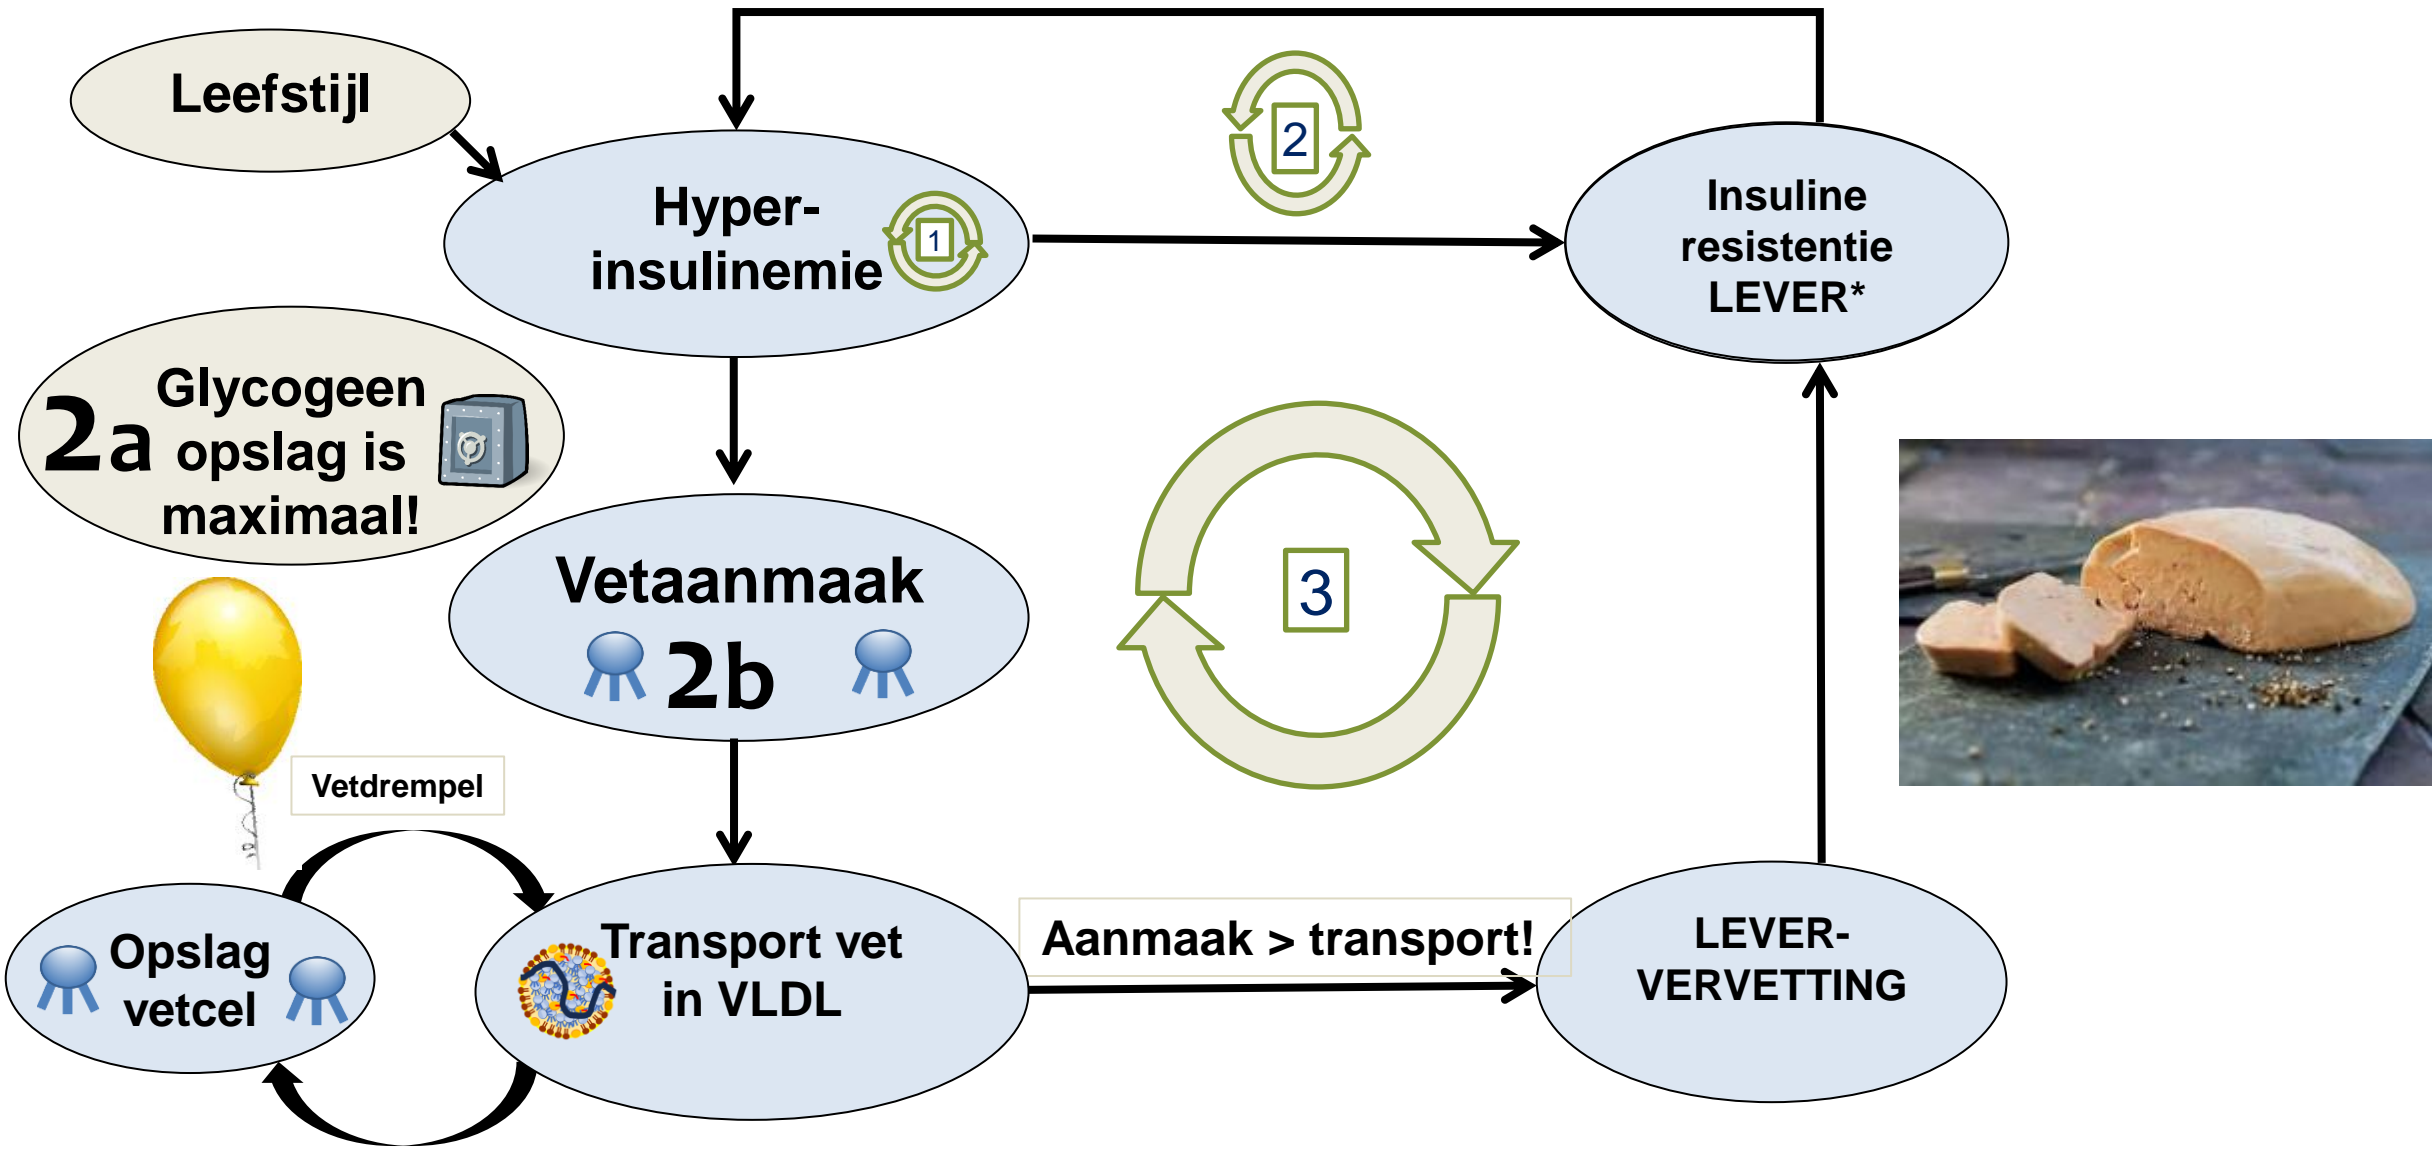 Leefstijl
Hyper-
insulinemie
1
2
Insuline
resistentie
LEVER*
2a
Glycogeen
opslag is
maximaal!
Vetaanmaak
2b
3
Vetdrempel
Opslag
vetcel
Transport vet
in VLDL
Aanmaak > transport!
LEVER-
VERVETTING